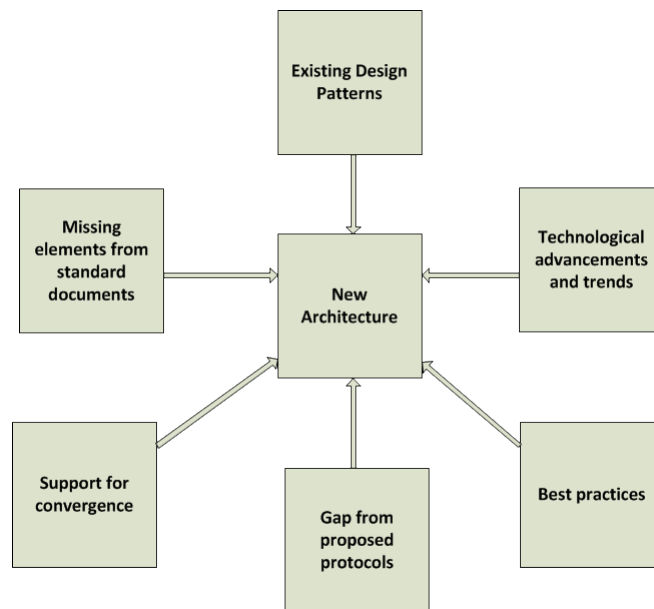 Existing Design
Patterns
Missing
elements from
standard
documents
New
Architecture
Technological
advancements
and trends
Support for
convergence
Gap from
proposed
protocols
Best practices